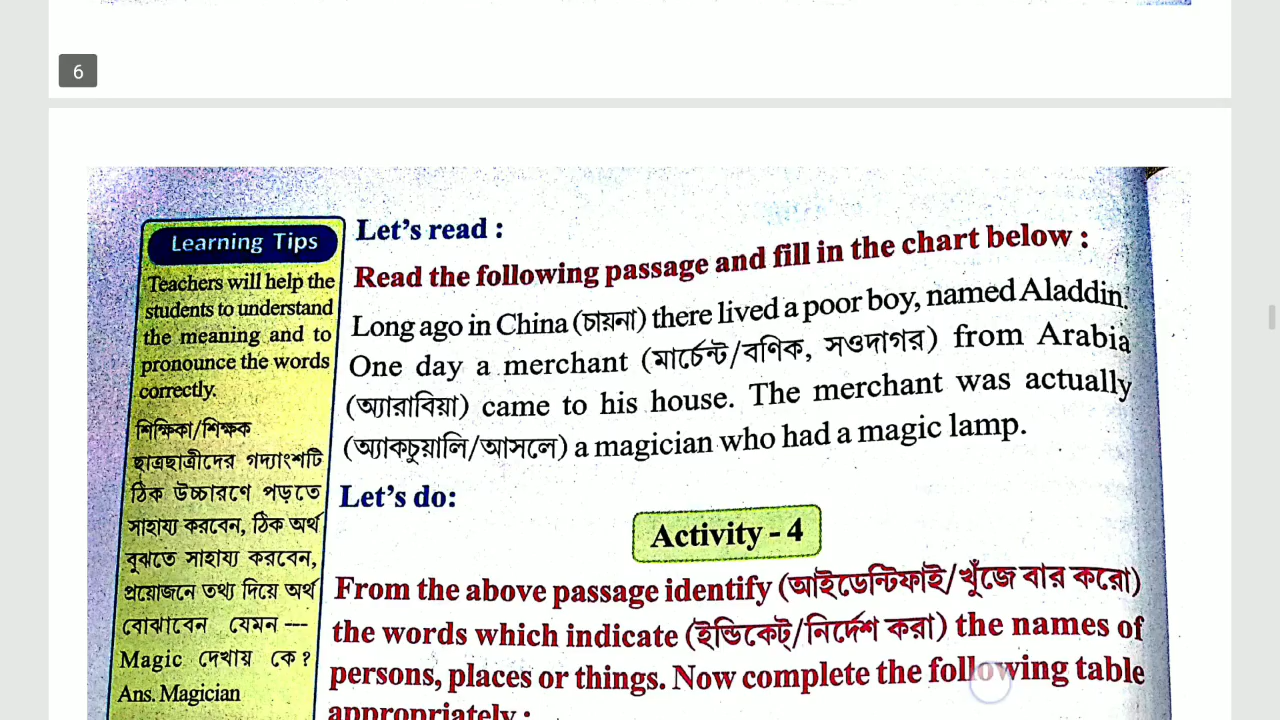 6
Learning Tips
Teachers will help the
students to understand
the meaning and to
pronounce the words
correctly.
শিক্ষিকা/শিক্ষক
ছাত্রছাত্রীদের গদ্যাংশটি
ঠিক উচ্চারণে পড়তে
সাহায্য করবেন, ঠিক অর্থ
বুঝতে সাহায্য করবেন,
প্রয়োজনে তথ্য দিয়ে অর্থ
বোঝাবেন যেমন ---
Magic দেখায় কে ?
Ans. Magician
Let's read :
Read the following passage and fill in the chart below :
Long ago in China (চায়না) there lived a poor boy, named Aladdin.
One day a merchant (মার্চেন্ট/বণিক, সওদাগর) from Arabia
(অ্যারাবিয়া) came to his house. The merchant was actually
(অ্যাকচুয়ালি/আসলে) a magician who had a magic lamp.
Let's do:
Activity - 4
From the above passage identify (আইডেন্টিফাই/খুঁজে বার করো)
the words which indicate (ইন্ডিকেট্/নির্দেশ করা) the names of
persons, places or things. Now complete the following table
appropriately :